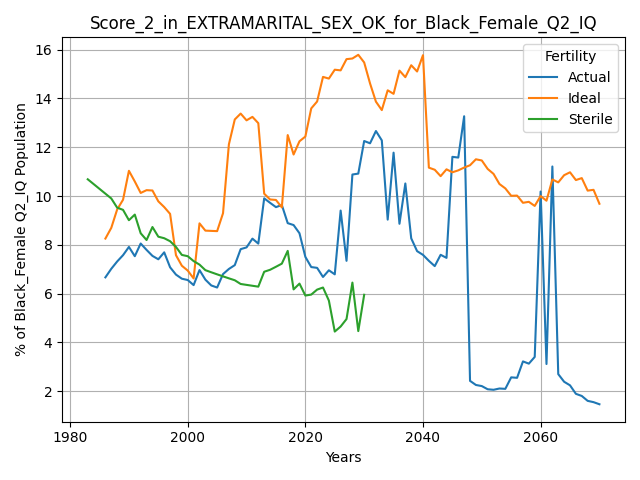 Score_2_in_EXTRAMARITAL_SEX_OK_for_Black_Female_Q2_IQ
% of Black_Female Q2_IQ Population
16
14
12
10
8
6
4
2
Fertility
Actual
Ideal
Sterile
1980
2000
2020
2040
2060
Years